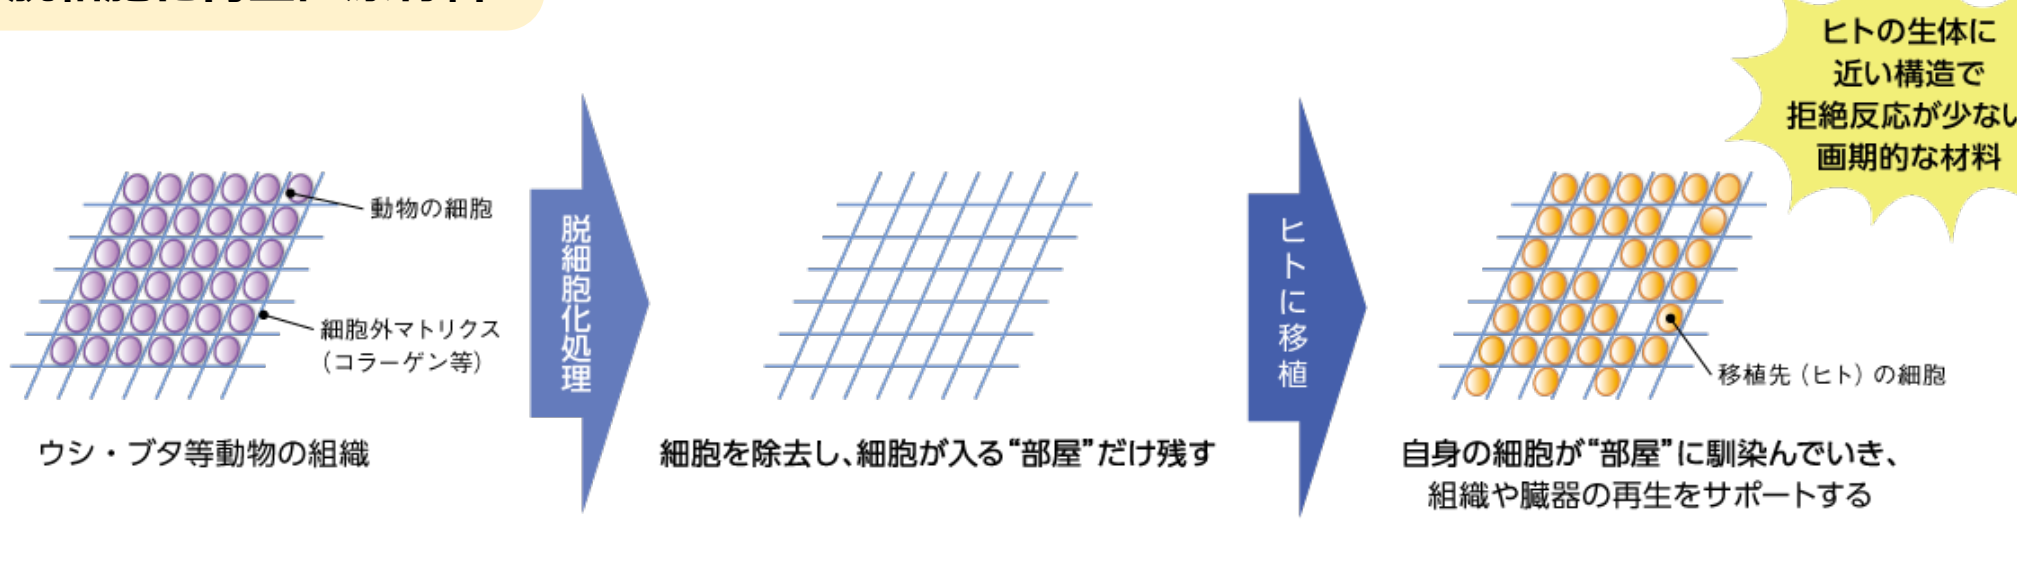 ヒトの生体に
近い構造で
拒絶反応が少ない
画期的な材料
動物の細胞
細胞外マトリクス
（コラーゲン等）
脱細胞化処理
ヒトに移植
移植先（ヒト）の細胞
ウシ・ブタ等動物の組織
細胞を除去し、細胞が入る“部屋”だけ残す
自身の細胞が“部屋”に馴染んでいき、
組織や臓器の再生をサポートする